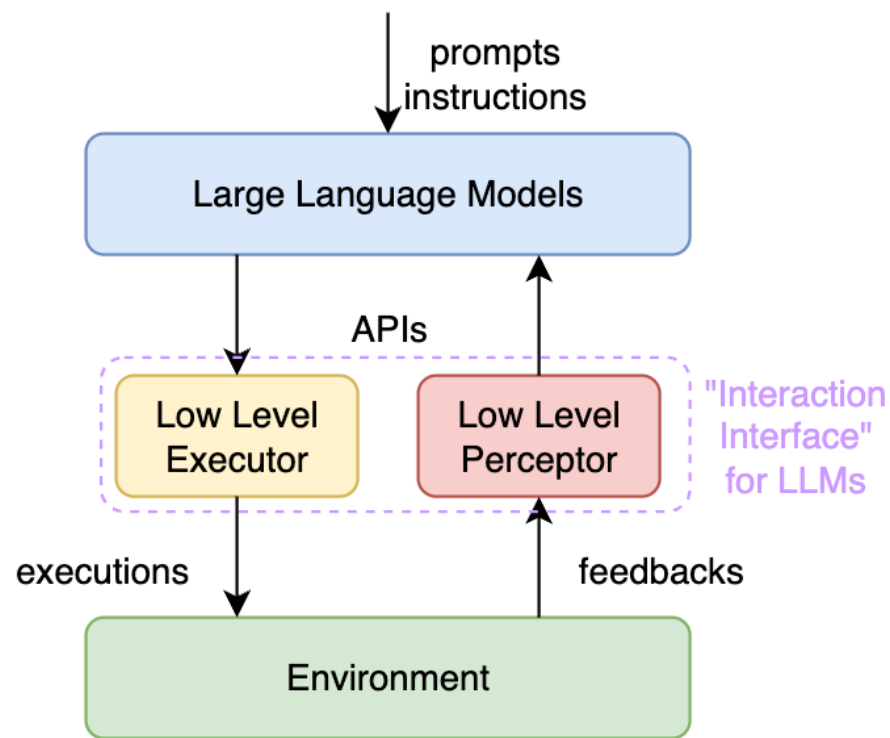 prompts
instructions
Large Language Models
APIs
Low Level
Executor
Low Level
Perceptor
"Interaction
Interface"
for LLMs
executions
feedbacks
Environment